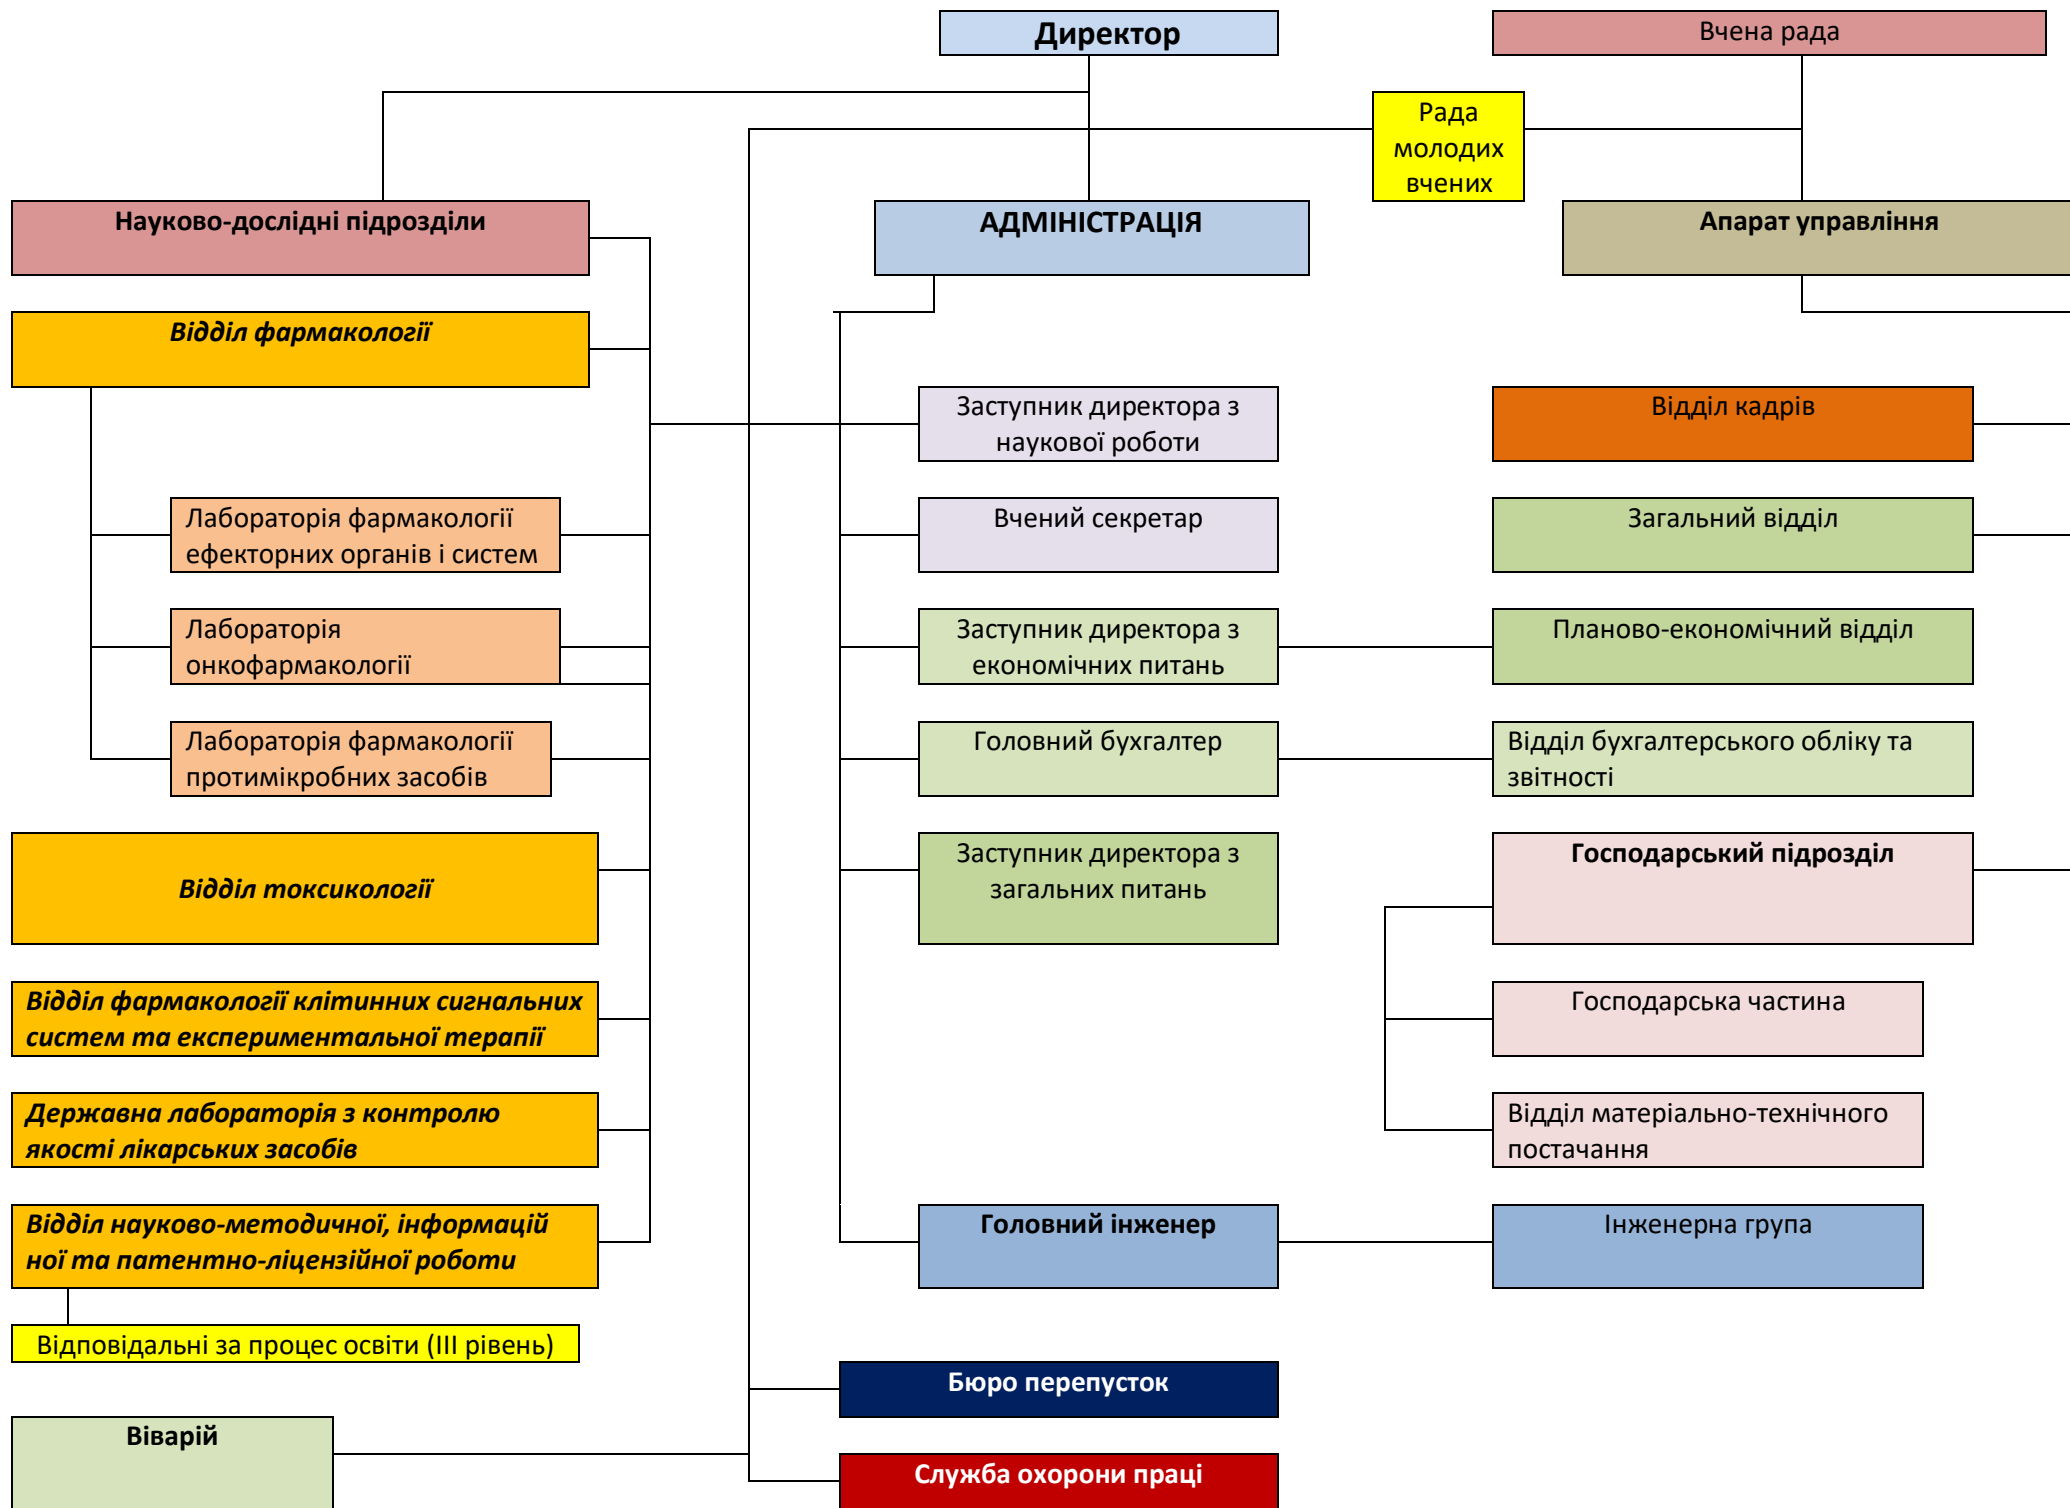 Директор
Вчена рада
Рада
молодих
вчених
Науково-дослідні підрозділи
АДМІНІСТРАЦІЯ
Апарат управління
Відділ фармакології
Заступник директора з
наукової роботи
Відділ кадрів
Лабораторія фармакології
ефекторних органів і систем
Вчений секретар
Загальний відділ
Лабораторія
онкофармакології
Заступник директора з
економічних питань
Планово-економічний відділ
Лабораторія фармакології
протимікробних засобів
Головний бухгалтер
Відділ бухгалтерського обліку та
звітності
Відділ токсикології
Заступник директора з
загальних питань
Господарський підрозділ
Відділ фармакології клітинних сигнальних
систем та експериментальної терапії
Господарська частина
Державна лабораторія з контролю
якості лікарських засобів
Відділ матеріально-технічного
постачання
Відділ науково-методичної, інформацій
ної та патентно-ліцензійної роботи
Головний інженер
Інженерна група
Відповідальні за процес освіти (III рівень)
Бюро перепусток
Віварій
Служба охорони праці